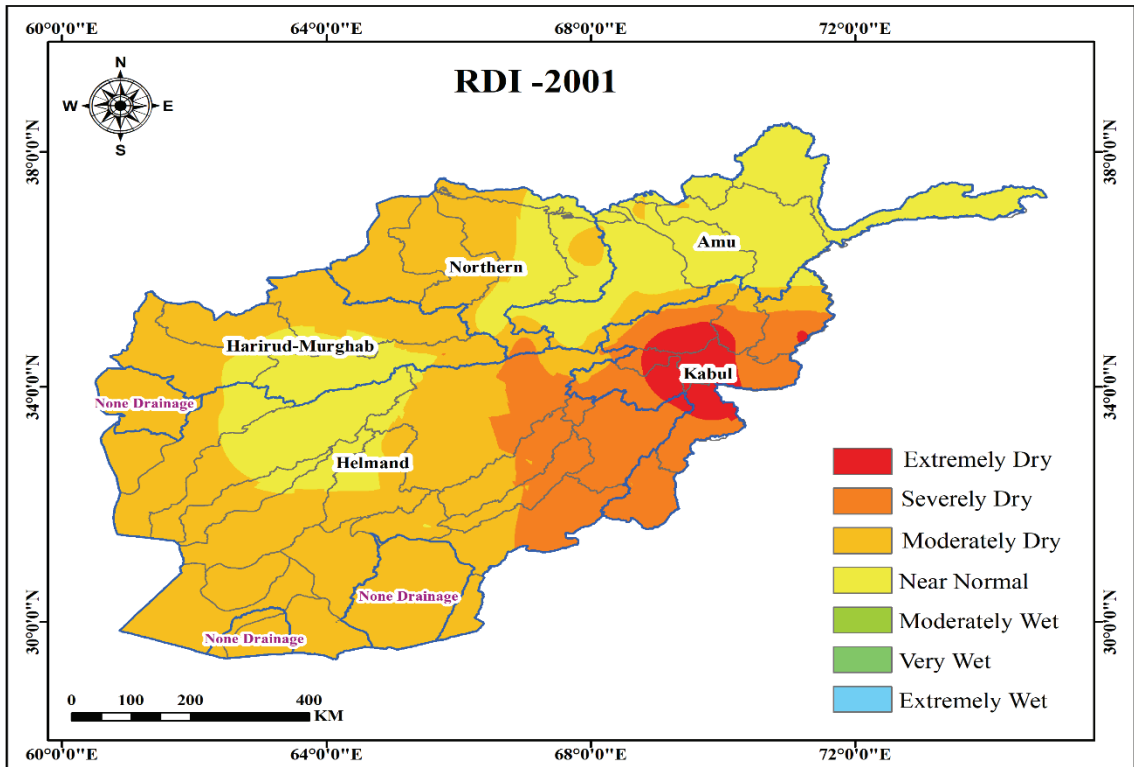 60°0'0"E 64°0'0"E 68°0'0"E 72°0'0"E
RDI -2001
N
W E
S
38°0'0"N 38°0'0"N
Amu
Northern
Harirud-Murghab
Kabul
34°0'0"N 34°0'0"N
None Drainage
Helmand
Extremely Dry
Severely Dry
Moderately Dry
Near Normal
Moderately Wet
Very Wet
Extremely Wet
None Drainage
30°0'0"N 30°0'0"N
None Drainage
0 100 200 400
KM
60°0'0"E 64°0'0"E 68°0'0"E 72°0'0"E